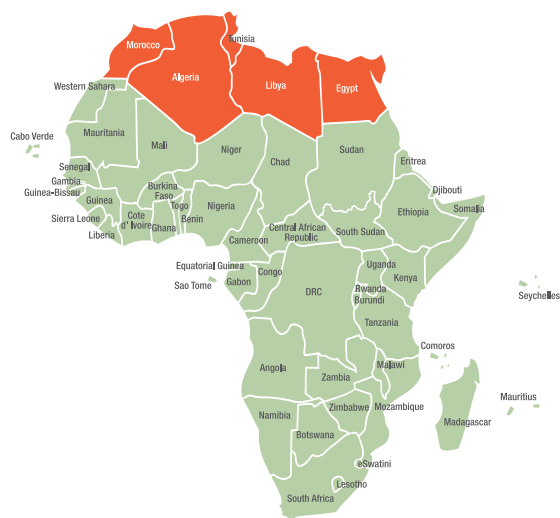 Tunisia
Morocco
Algeria
Libya
Egypt
Western Sahara
Mauritania
Cabo Verde
Mali
Niger
Chad
Sudan
Eritrea
Senegal
Gambia
Guinea-Bissau
Guinea
Burkina
Faso
Djibouti
Sierra Leone
Cote
d' Ivoire
Ghana
Togo
Benin
Nigeria
Ethiopia
Somalia
Liberia
Cameroon
Central African
Republic
South Sudan
Equatorial Guinea
Sao Tome
Gabon
Congo
DRC
Uganda
Kenya
Rwanda
Burundi
Seychelles
Tanzania
Comoros
Angola
Zambia
Malawi
Mauritius
Namibia
Zimbabwe
Mozambique
Madagascar
Botswana
eSwatini
Lesotho
South Africa